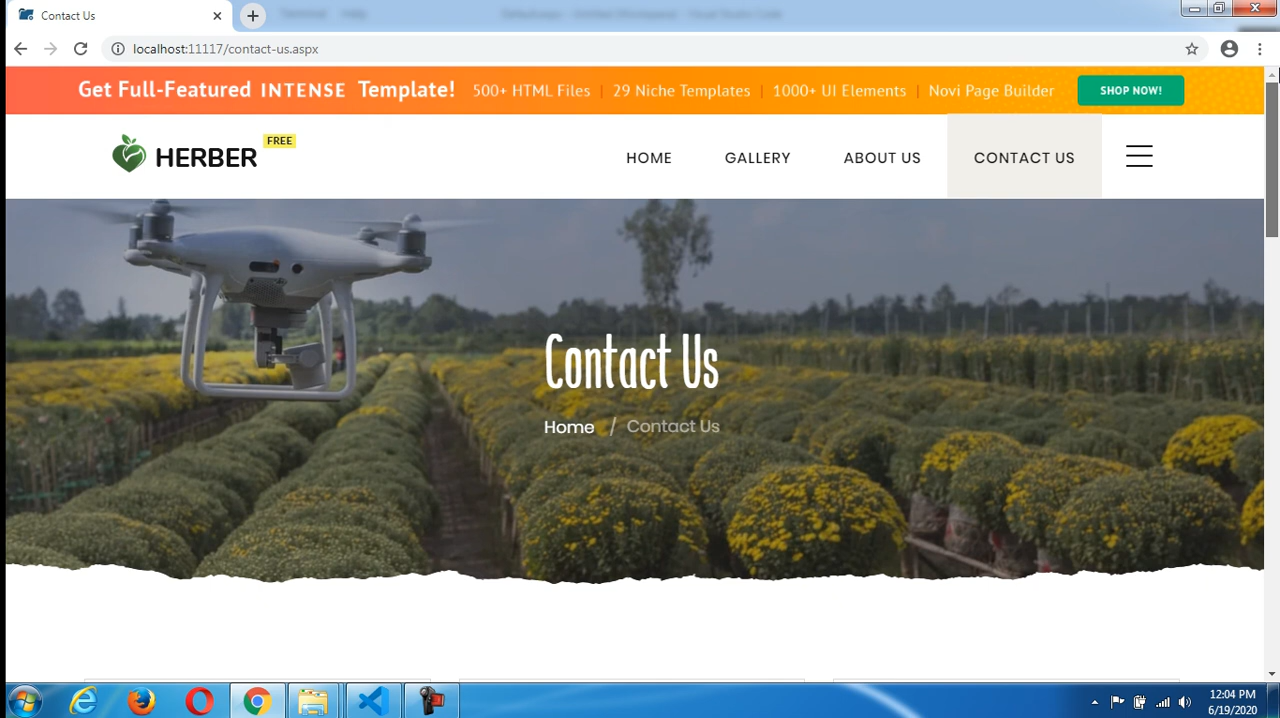 Contact Us
localhost:11117/contact-us.aspx
Get Full-Featured INTENSE Template! 500+ HTML Files | 29 Niche Templates | 1000+ UI Elements | Novi Page Builder SHOP NOW!
HERBER FREE
HOME GALLERY ABOUT US CONTACT US
Contact Us
Home / Contact Us
12:04 PM
6/19/2020